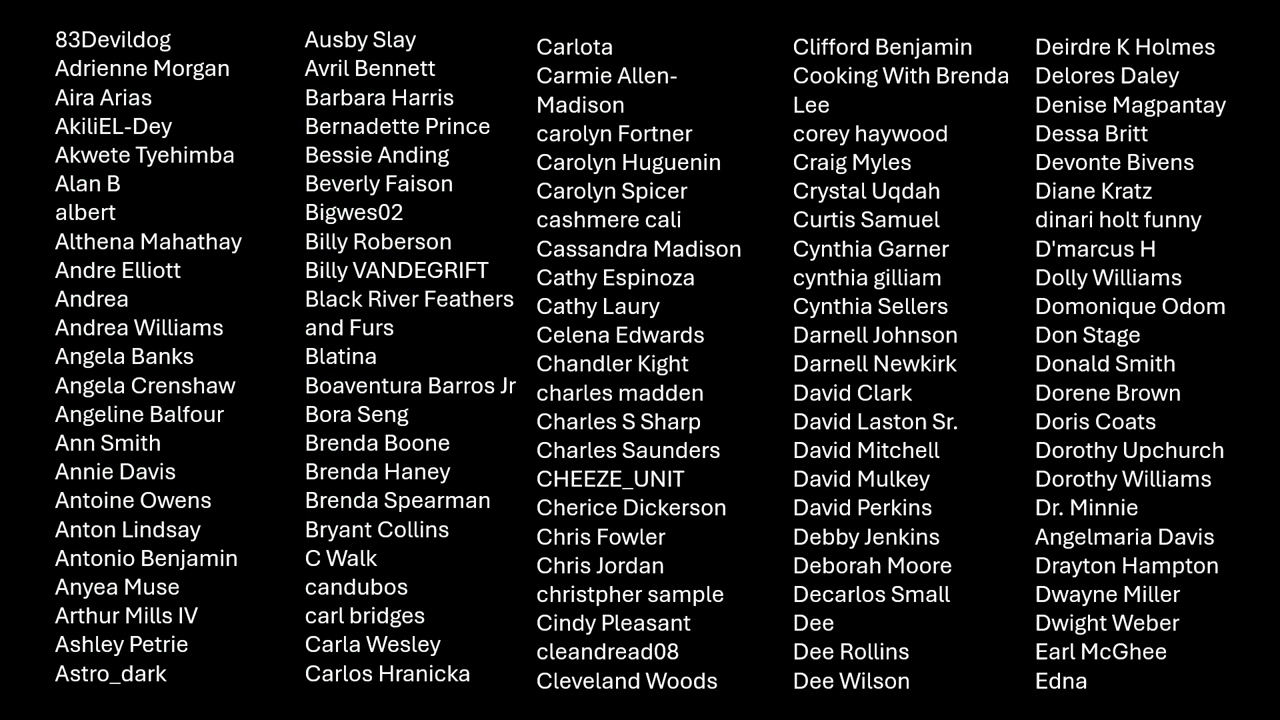 83Devildog
Adrienne Morgan
Aira Arias
AkiliEL-Dey
Akwete Tyehimba
Alan B
albert
Althena Mahathay
Andre Elliott
Andrea
Andrea Williams
Angela Banks
Angela Crenshaw
Angeline Balfour
Ann Smith
Annie Davis
Antoine Owens
Anton Lindsay
Antonio Benjamin
Anyea Muse
Arthur Mills IV
Ashley Petrie
Astro_dark
Ausby Slay
Avril Bennett
Barbara Harris
Bernadette Prince
Bessie Anding
Beverly Faison
Bigwes02
Billy Roberson
Billy VANDEGRIFT
Black River Feathers
and Furs
Blatina
Boaventura Barros Jr
Bora Seng
Brenda Boone
Brenda Haney
Brenda Spearman
Bryant Collins
C Walk
candubos
carl bridges
Carla Wesley
Carlos Hranicka
Carlota
Carmie Allen-
Madison
carolyn Fortner
Carolyn Huguenin
Carolyn Spicer
cashmere cali
Cassandra Madison
Cathy Espinoza
Cathy Laury
Celena Edwards
Chandler Kight
charles madden
Charles S Sharp
Charles Saunders
CHEEZE_UNIT
Cherice Dickerson
Chris Fowler
Chris Jordan
christpher sample
Cindy Pleasant
cleandread08
Cleveland Woods
Clifford Benjamin
Cooking With Brenda
Lee
corey haywood
Craig Myles
Crystal Uqdah
Curtis Samuel
Cynthia Garner
cynthia gilliam
Cynthia Sellers
Darnell Johnson
Darnell Newkirk
David Clark
David Laston Sr.
David Mitchell
David Mulkey
David Perkins
Debby Jenkins
Deborah Moore
Decarlos Small
Dee
Dee Rollins
Dee Wilson
Deirdre K Holmes
Delores Daley
Denise Magpantay
Dessa Britt
Devonte Bivens
Diane Kratz
dinari holt funny
D'marcus H
Dolly Williams
Domonique Odom
Don Stage
Donald Smith
Dorene Brown
Doris Coats
Dorothy Upchurch
Dorothy Williams
Dr. Minnie
Angelmaria Davis
Drayton Hampton
Dwayne Miller
Dwight Weber
Earl McGhee
Edna